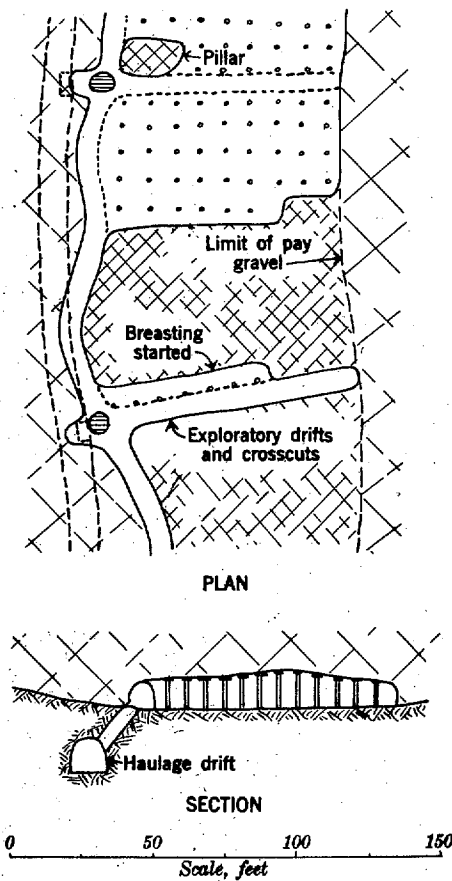 Pillar
Limit of pay
gravel
Breasting
started
Exploratory drifts
and crosscuts
PLAN
Haulage drift
SECTION
0 50 100 150
Scale, feet